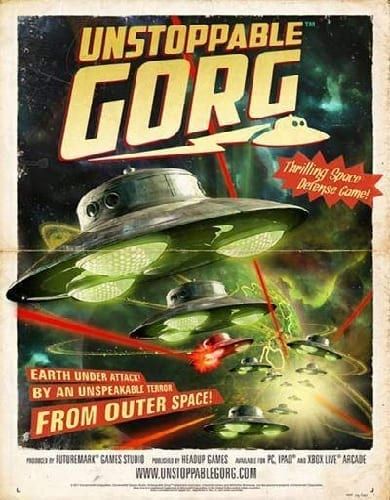 UNSTOPPABLE™
GORG
Thrilling Space
Defense Game!
EARTH UNDER ATTACK!
BY AN UNSPEAKABLE TERROR
FROM OUTER SPACE!
PRODUCED BY FUTUREMARK® GAMES STUDIO PUBLISHED BY HEADUP GAMES AVAILABLE FOR PC, IPAD® AND XBOX LIVE® ARCADE
WWW.UNSTOPPABLEGORG.COM